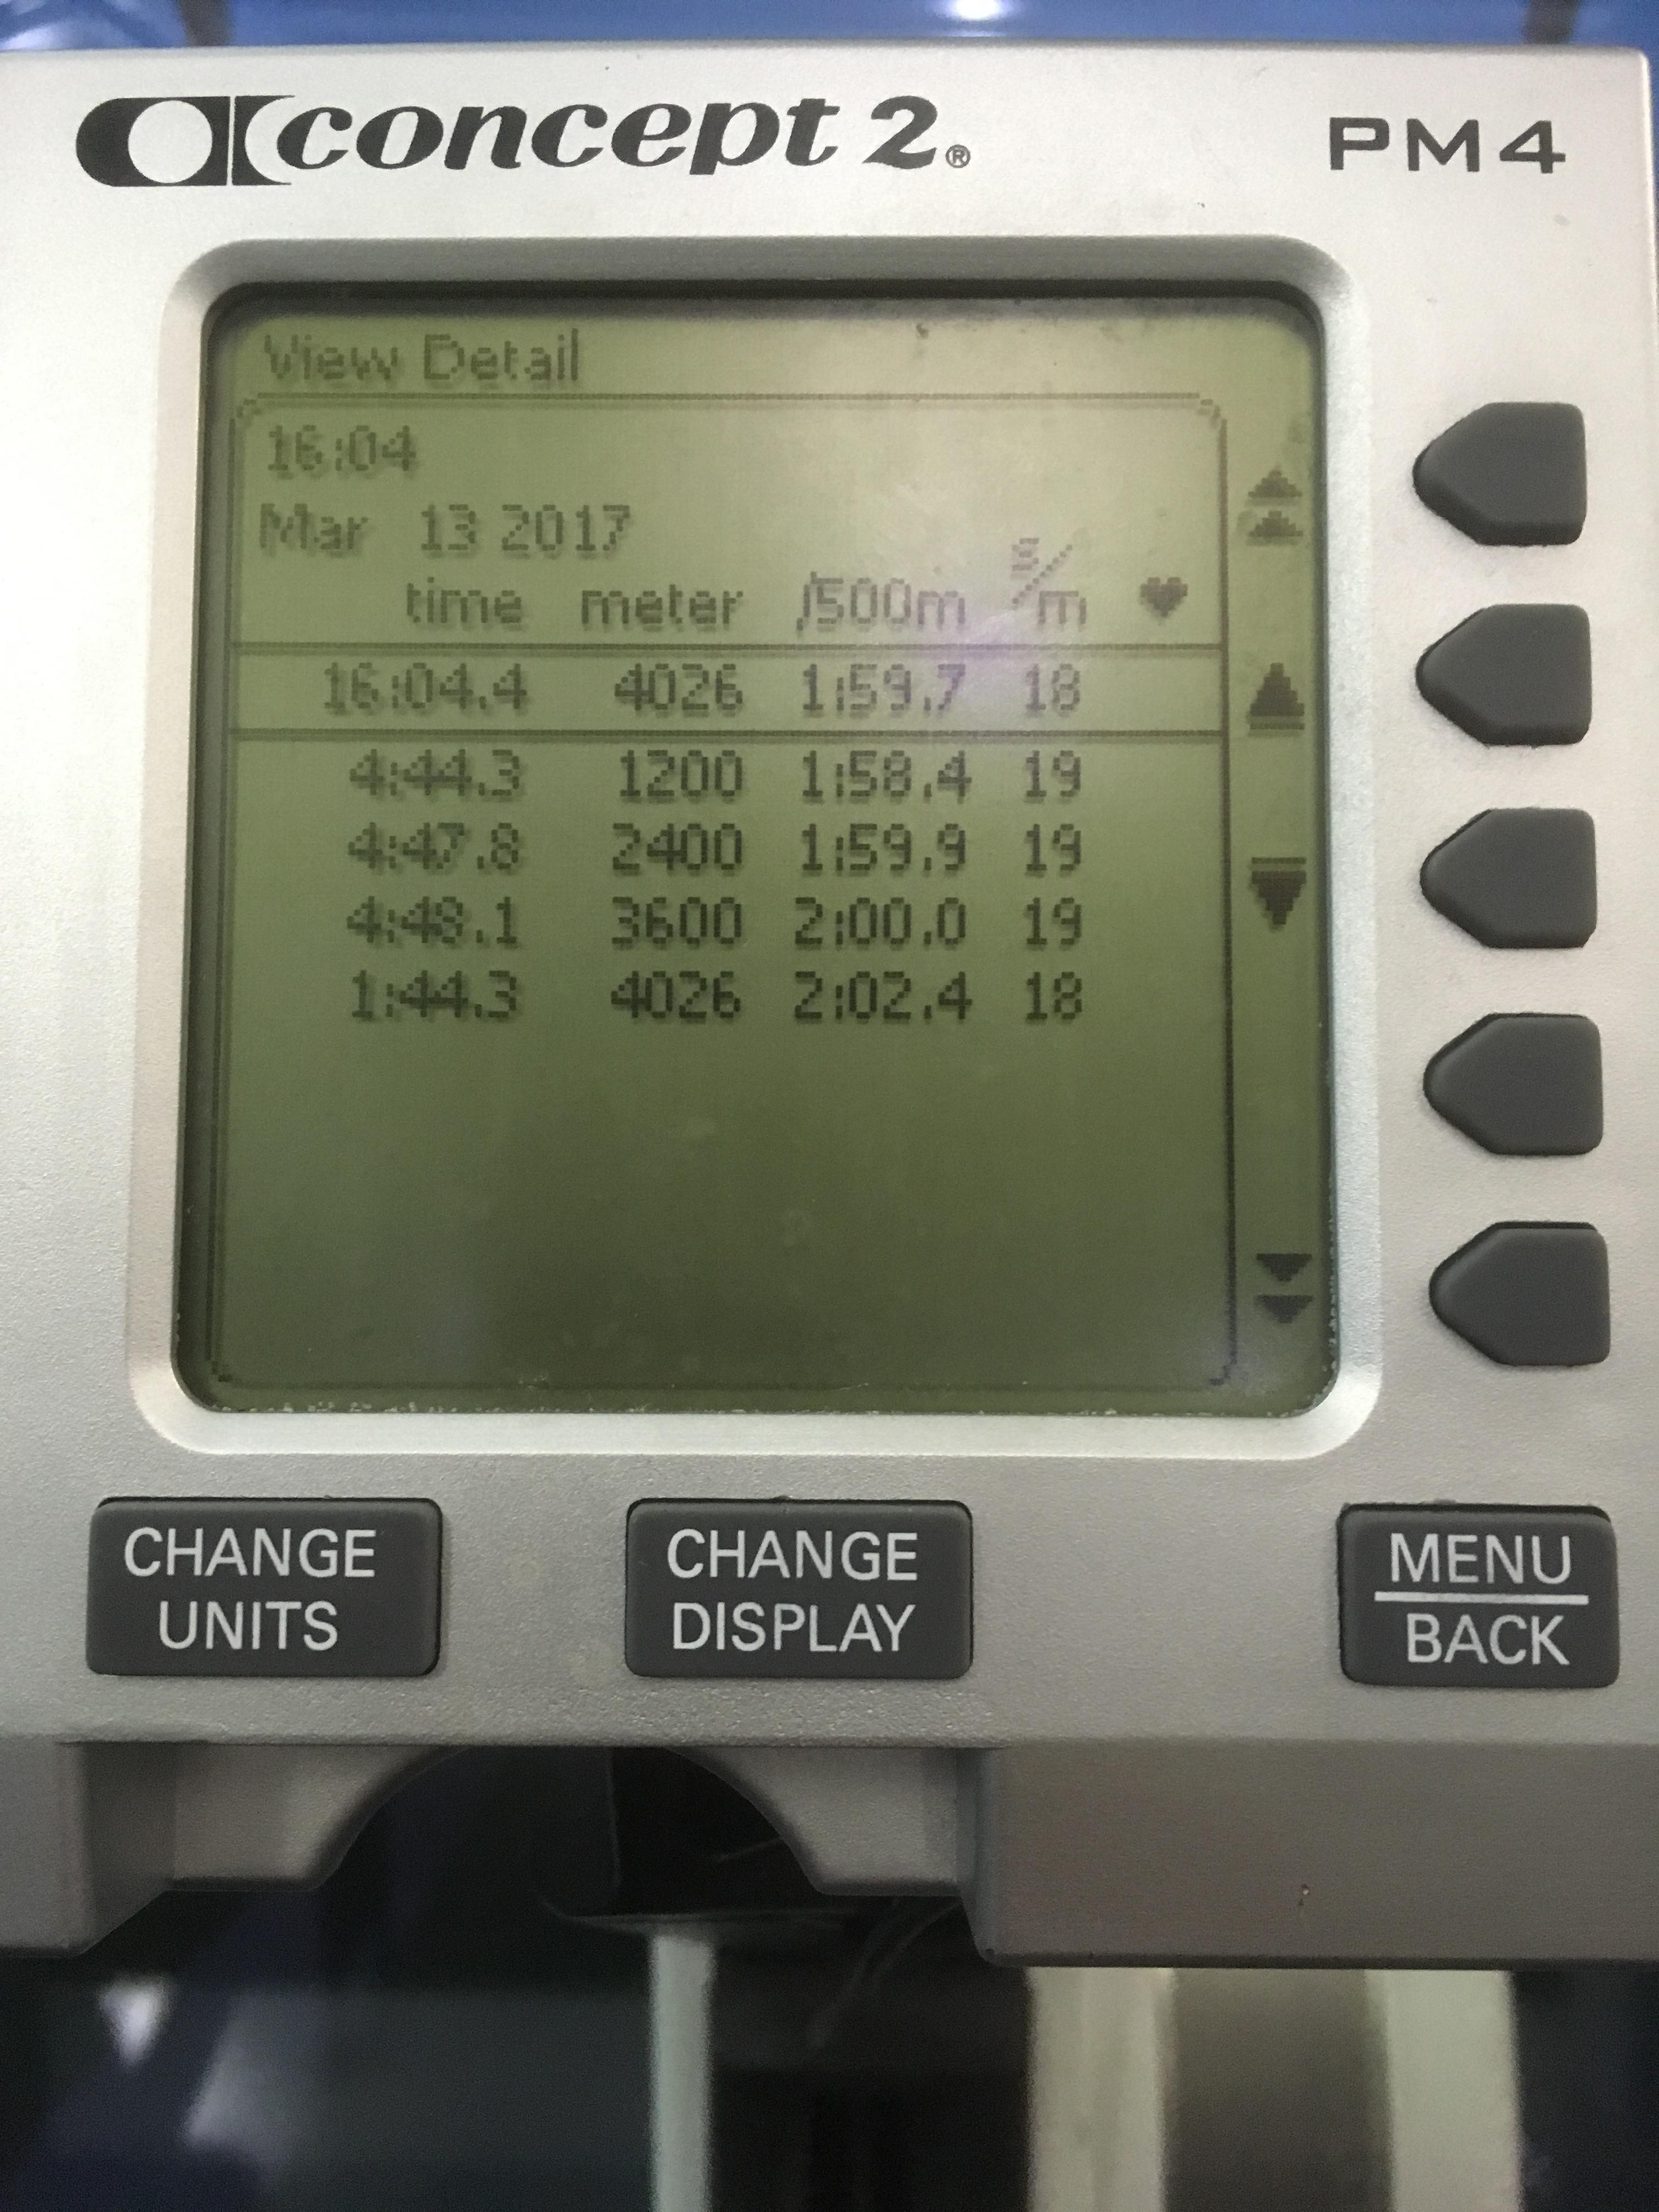 concept 2® PM4
View Detail
16:04
Mar 13 2017
time meter /500m s/m ♥
16:04.4 4026 1:59.7 18
4:44.3 1200 1:58.4 19
4:47.8 2400 1:59.9 19
4:48.1 3600 2:00.0 19
1:44.3 4026 2:02.4 18
CHANGE UNITS
CHANGE DISPLAY
MENU
BACK